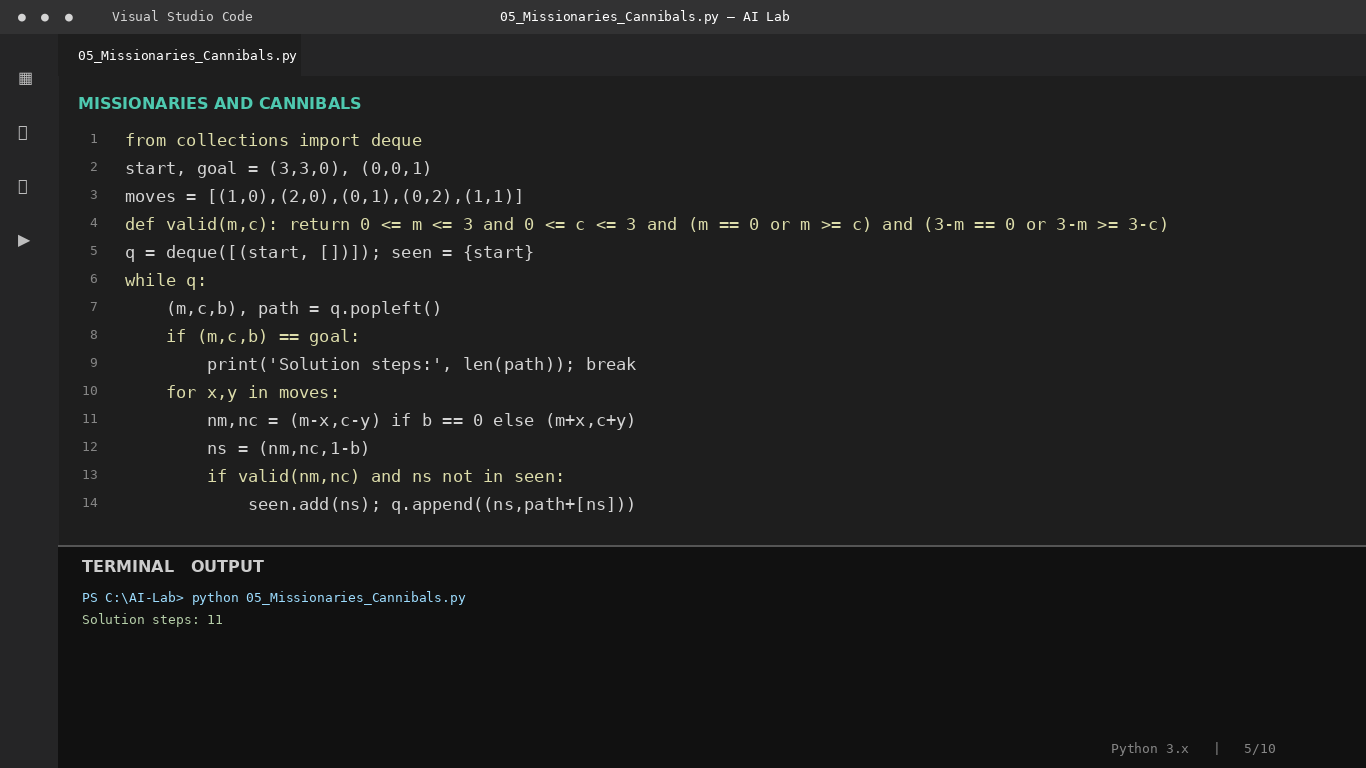 Visual Studio Code
05_Missionaries_Cannibals.py — AI Lab
05_Missionaries_Cannibals.py
MISSIONARIES AND CANNIBALS
1 from collections import deque
2 start, goal = (3,3,0), (0,0,1)
3 moves = [(1,0),(2,0),(0,1),(0,2),(1,1)]
4 def valid(m,c): return 0 <= m <= 3 and 0 <= c <= 3 and (m == 0 or m >= c) and (3-m == 0 or 3-m >= 3-c)
5 q = deque([(start, [])]); seen = {start}
6 while q:
7     (m,c,b), path = q.popleft()
8     if (m,c,b) == goal:
9         print('Solution steps:', len(path)); break
10     for x,y in moves:
11         nm,nc = (m-x,c-y) if b == 0 else (m+x,c+y)
12         ns = (nm,nc,1-b)
13         if valid(nm,nc) and ns not in seen:
14             seen.add(ns); q.append((ns,path+[ns]))
TERMINAL OUTPUT
PS C:\AI-Lab> python 05_Missionaries_Cannibals.py
Solution steps: 11
Python 3.x | 5/10